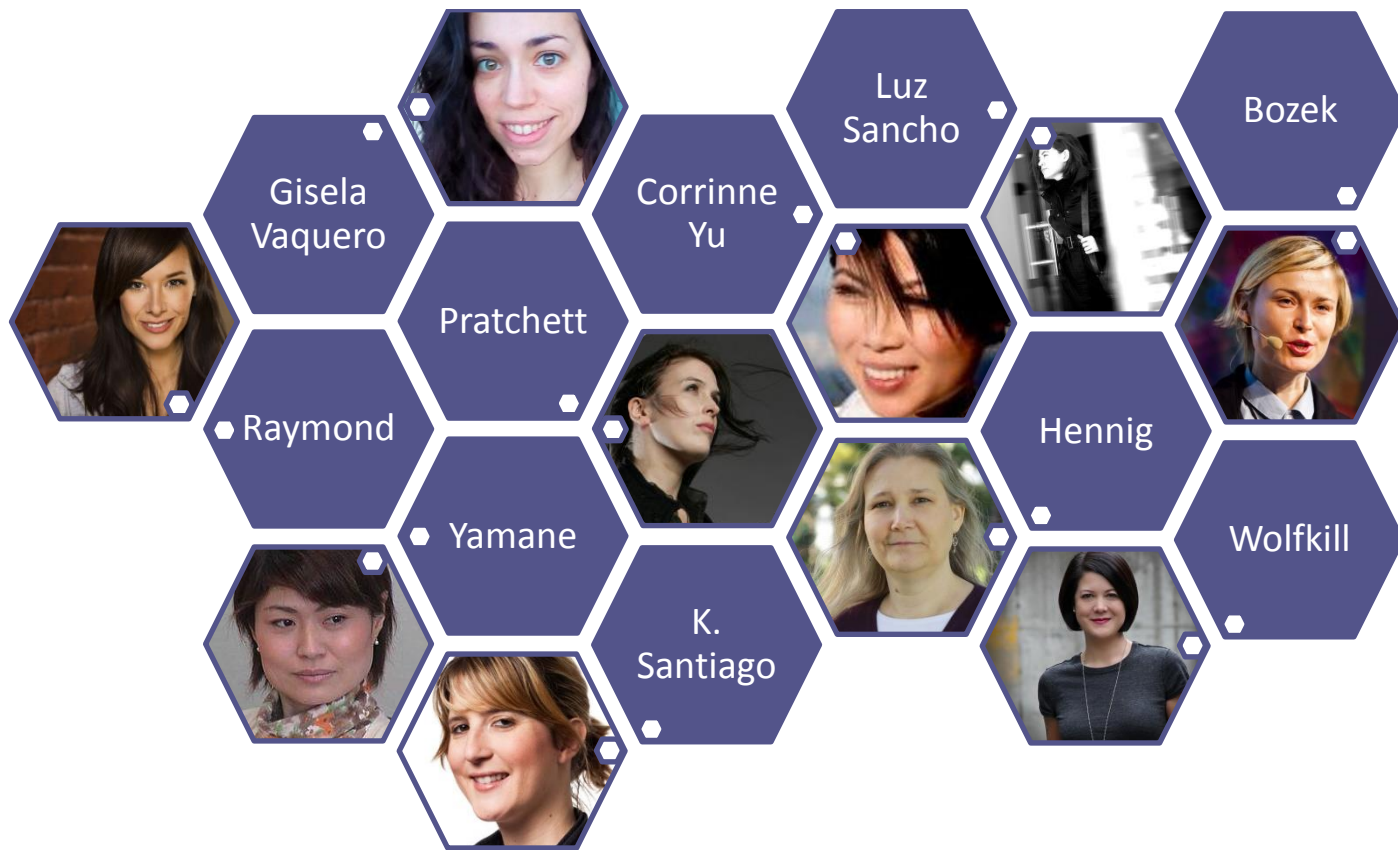 Luz
Sancho
Bozek
Gisela
Vaquero
Corrinne
Yu
Pratchett
Raymond
Hennig
Yamane
Wolfkill
K.
Santiago